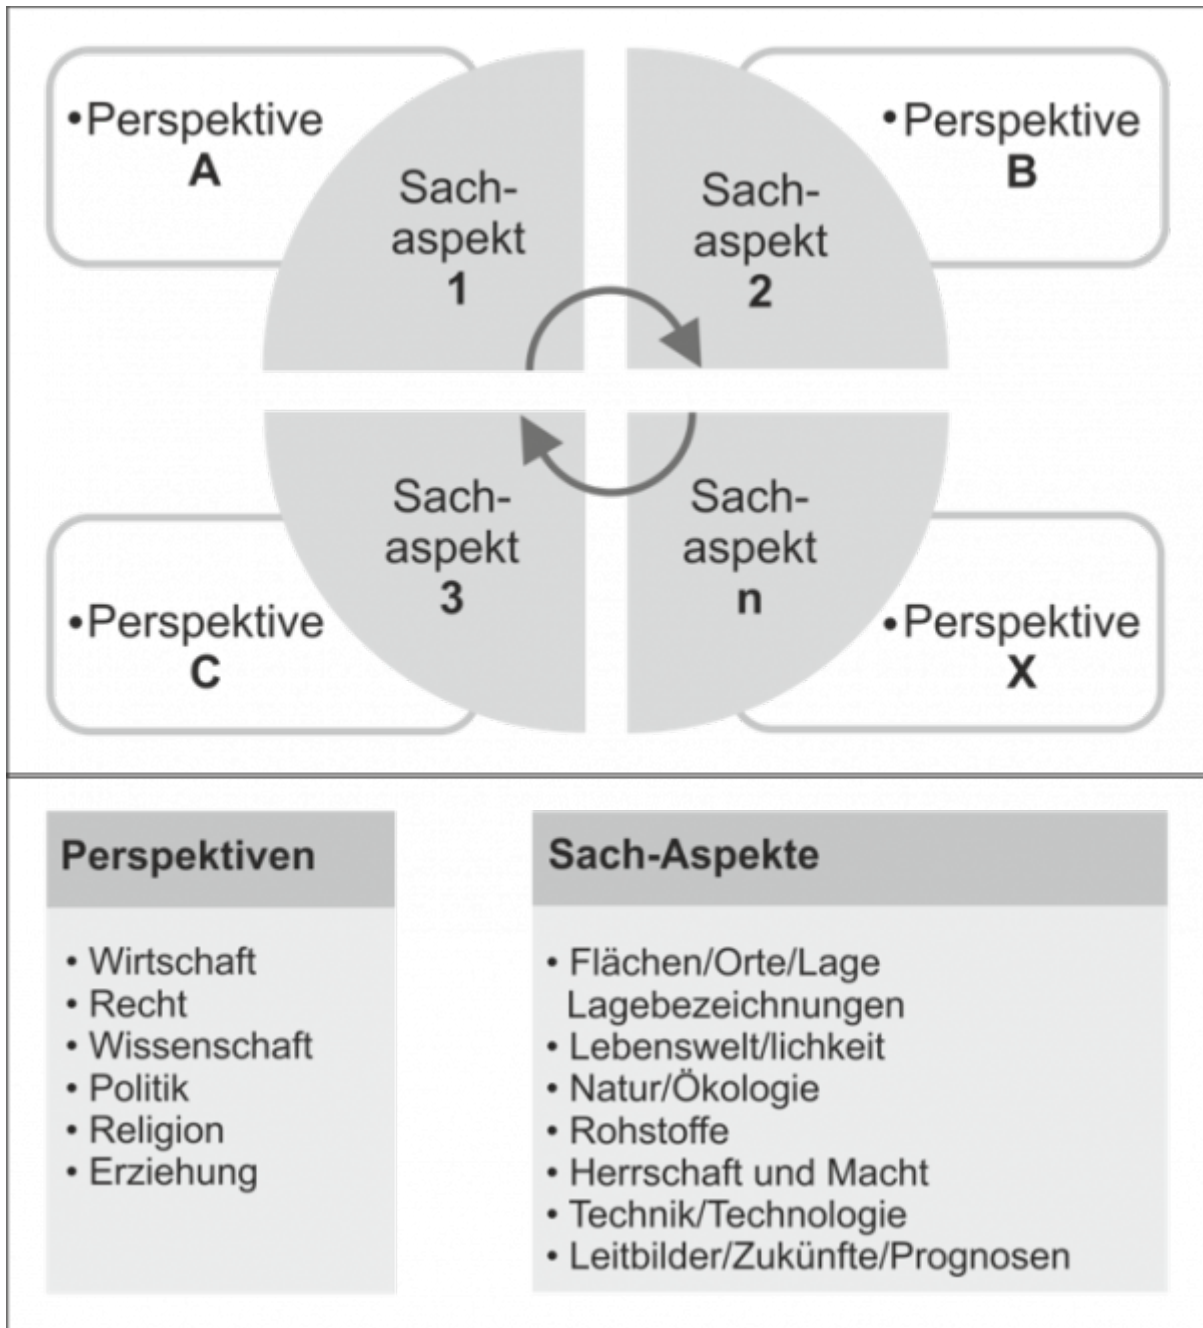 • Perspektive
A
Sach-
aspekt
1
Sach-
aspekt
2
• Perspektive
B
• Perspektive
C
Sach-
aspekt
3
Sach-
aspekt
n
• Perspektive
X
Perspektiven
• Wirtschaft
• Recht
• Wissenschaft
• Politik
• Religion
• Erziehung
Sach-Aspekte
• Flächen/Orte/Lage
Lagebezeichnungen
• Lebenswelt/lichkeit
• Natur/Ökologie
• Rohstoffe
• Herrschaft und Macht
• Technik/Technologie
• Leitbilder/Zukünfte/Prognosen